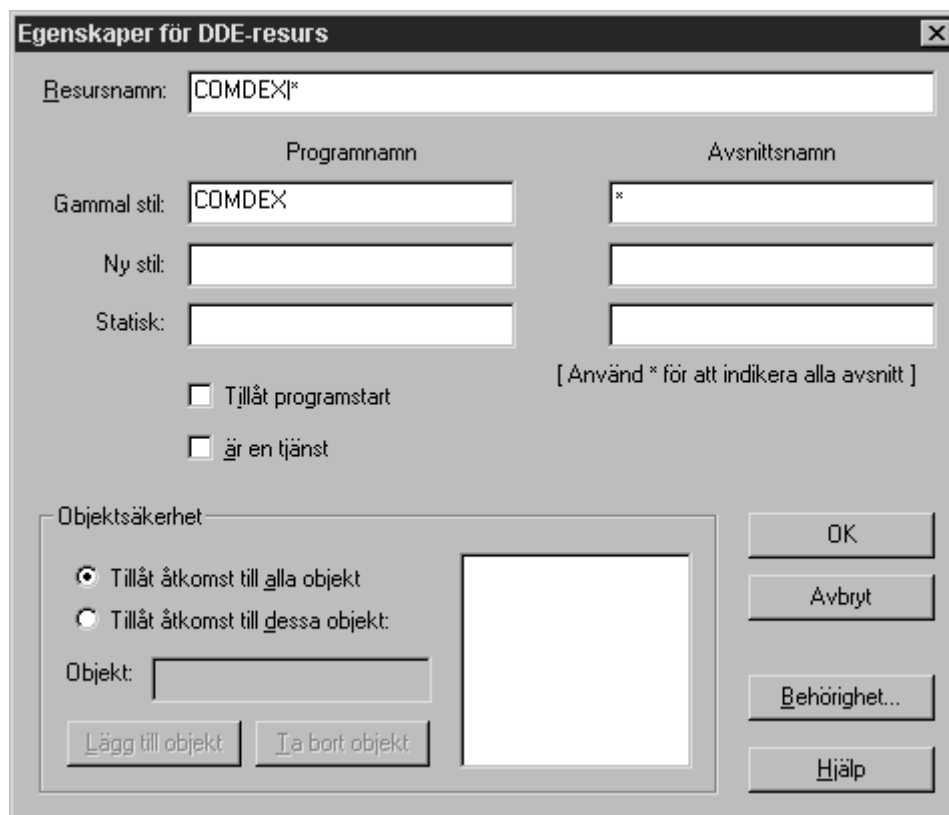 Egenskaper för DDE-resurs
Resursnamn: COMDEX|*
Programnamn Avsnittsnamn
Gammal stil: COMDEX *
Ny stil:
Statisk:
[ Använd * för att indikera alla avsnitt ]
Tillåt programstart
är en tjänst
Objektsäkerhet
OK
Tillåt åtkomst till alla objekt
Avbryt
Tillåt åtkomst till dessa objekt:
Objekt:
Behörighet...
Lägg till objekt Ta bort objekt
Hjälp